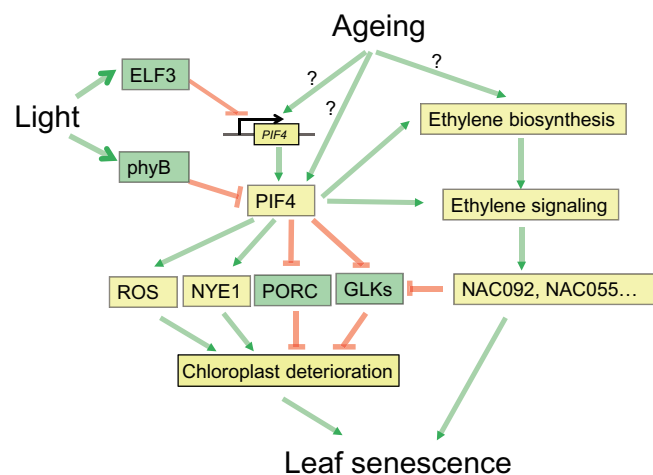 Ageing
?
?
?
ELF3
Light
PIF4
Ethylene biosynthesis
phyB
PIF4
Ethylene signaling
ROS
NYE1
PORC
GLKs
NAC092, NAC055…
Chloroplast deterioration
Leaf senescence